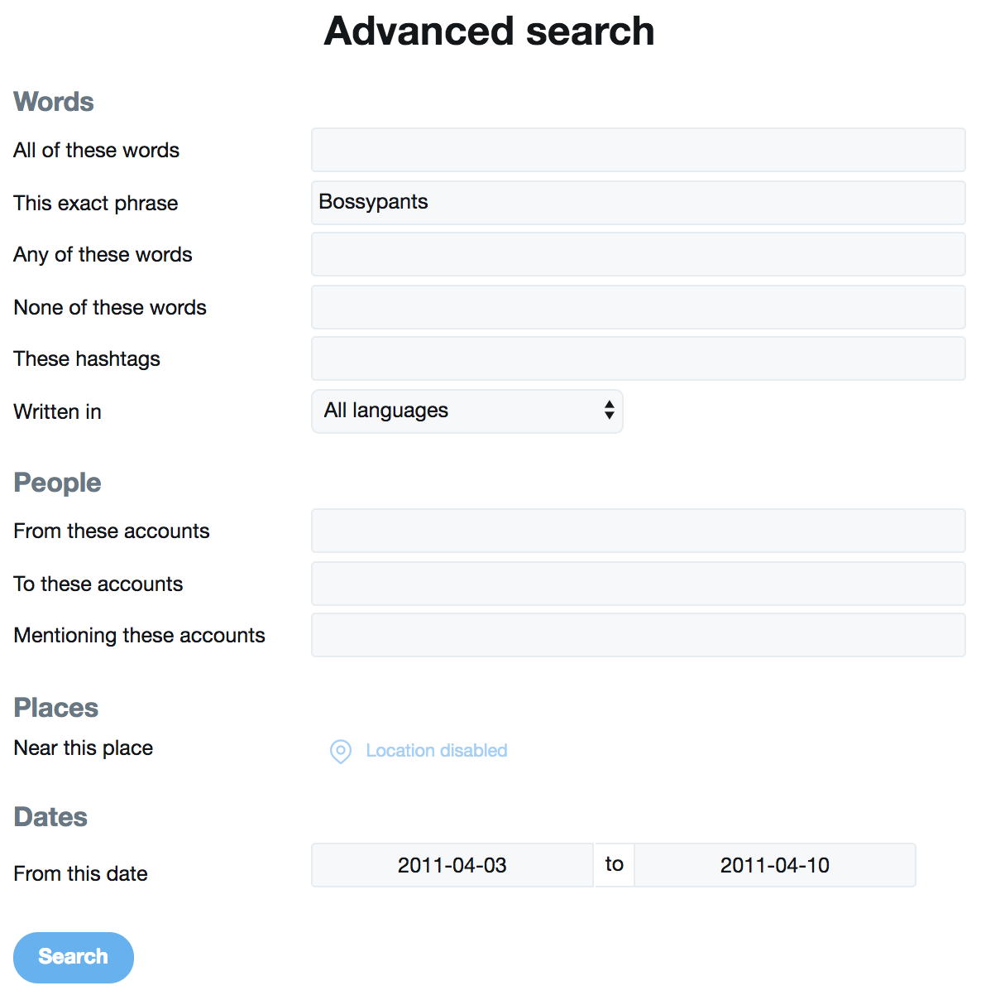 Advanced search
Words
All of these words
This exact phrase Bossypants
Any of these words
None of these words
These hashtags
Written in All languages
People
From these accounts
To these accounts
Mentioning these accounts
Places
Near this place Location disabled
Dates
From this date 2011-04-03 to 2011-04-10
Search